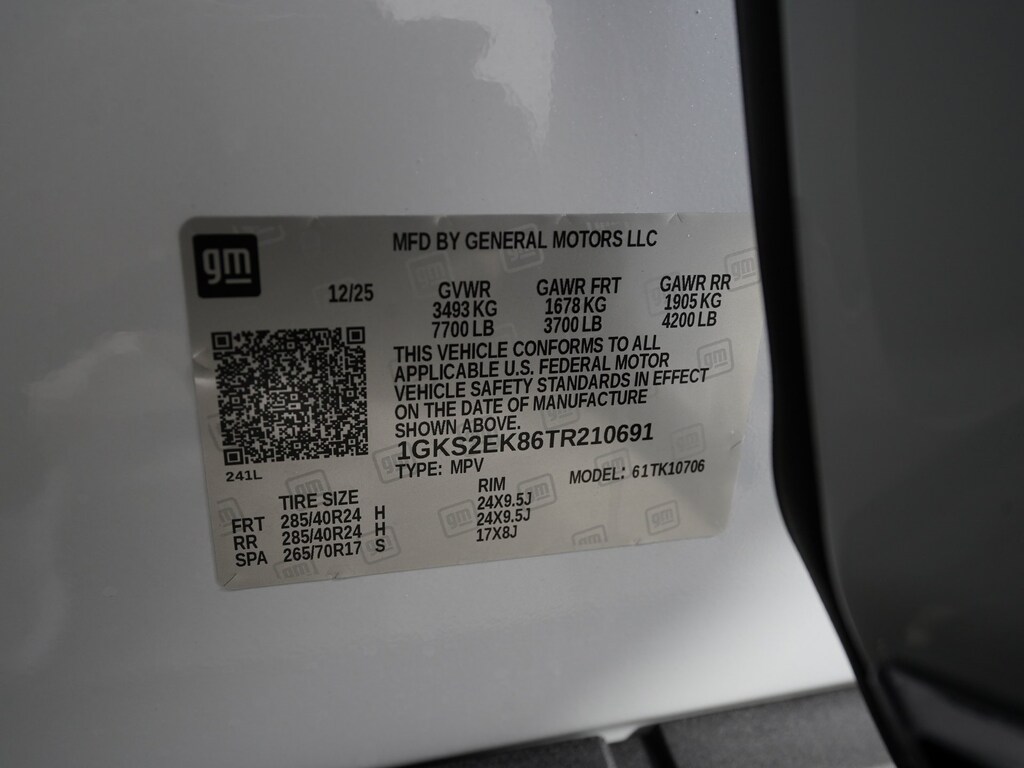 gm
MFD BY GENERAL MOTORS LLC
12/25
GVWR GAWR FRT GAWR RR
3493 KG 1678 KG 1905 KG
7700 LB 3700 LB 4200 LB
THIS VEHICLE CONFORMS TO ALL
APPLICABLE U.S. FEDERAL MOTOR
VEHICLE SAFETY STANDARDS IN EFFECT
ON THE DATE OF MANUFACTURE
SHOWN ABOVE.
1GKS2EK86TR210691
TYPE: MPV MODEL: 61TK10706
241L
TIRE SIZE RIM
FRT 285/40R24 H 24X9.5J
RR 285/40R24 H 24X9.5J
SPA 265/70R17 S 17X8J